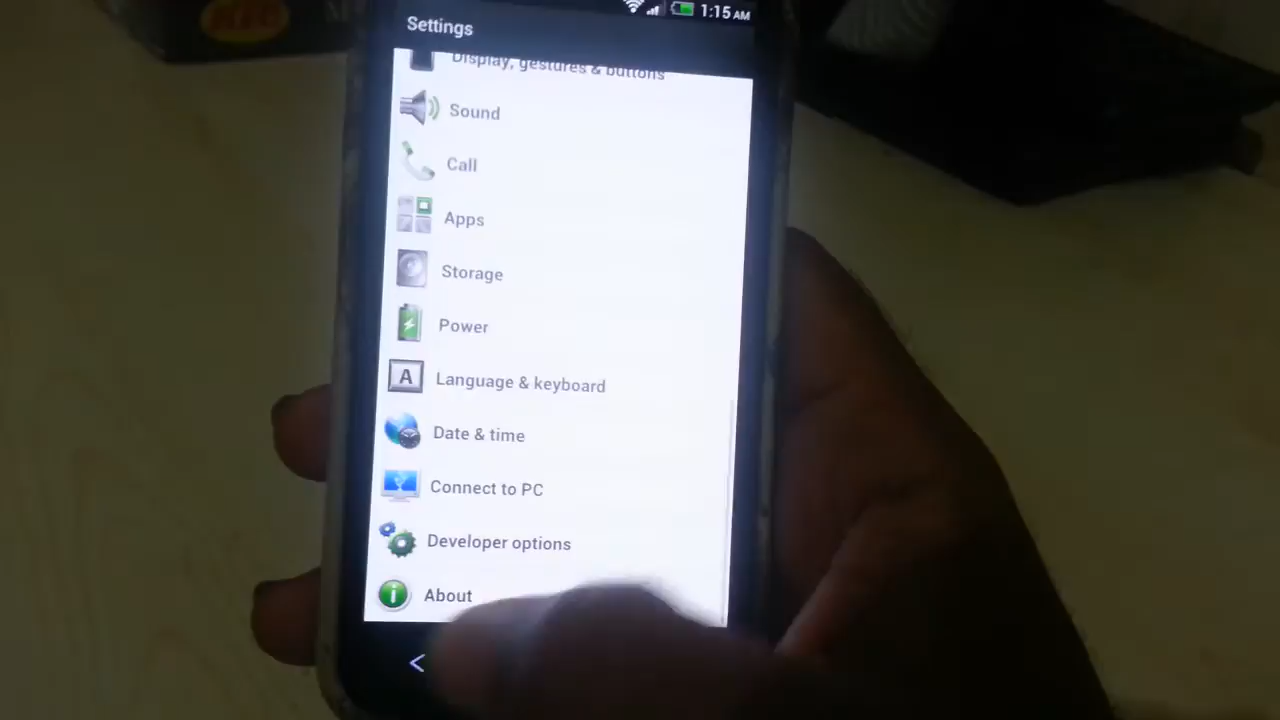 1:15 AM
Settings
Display, gestures & buttons
Sound
Call
Apps
Storage
Power
A
Language & keyboard
Date & time
Connect to PC
Developer options
i
About